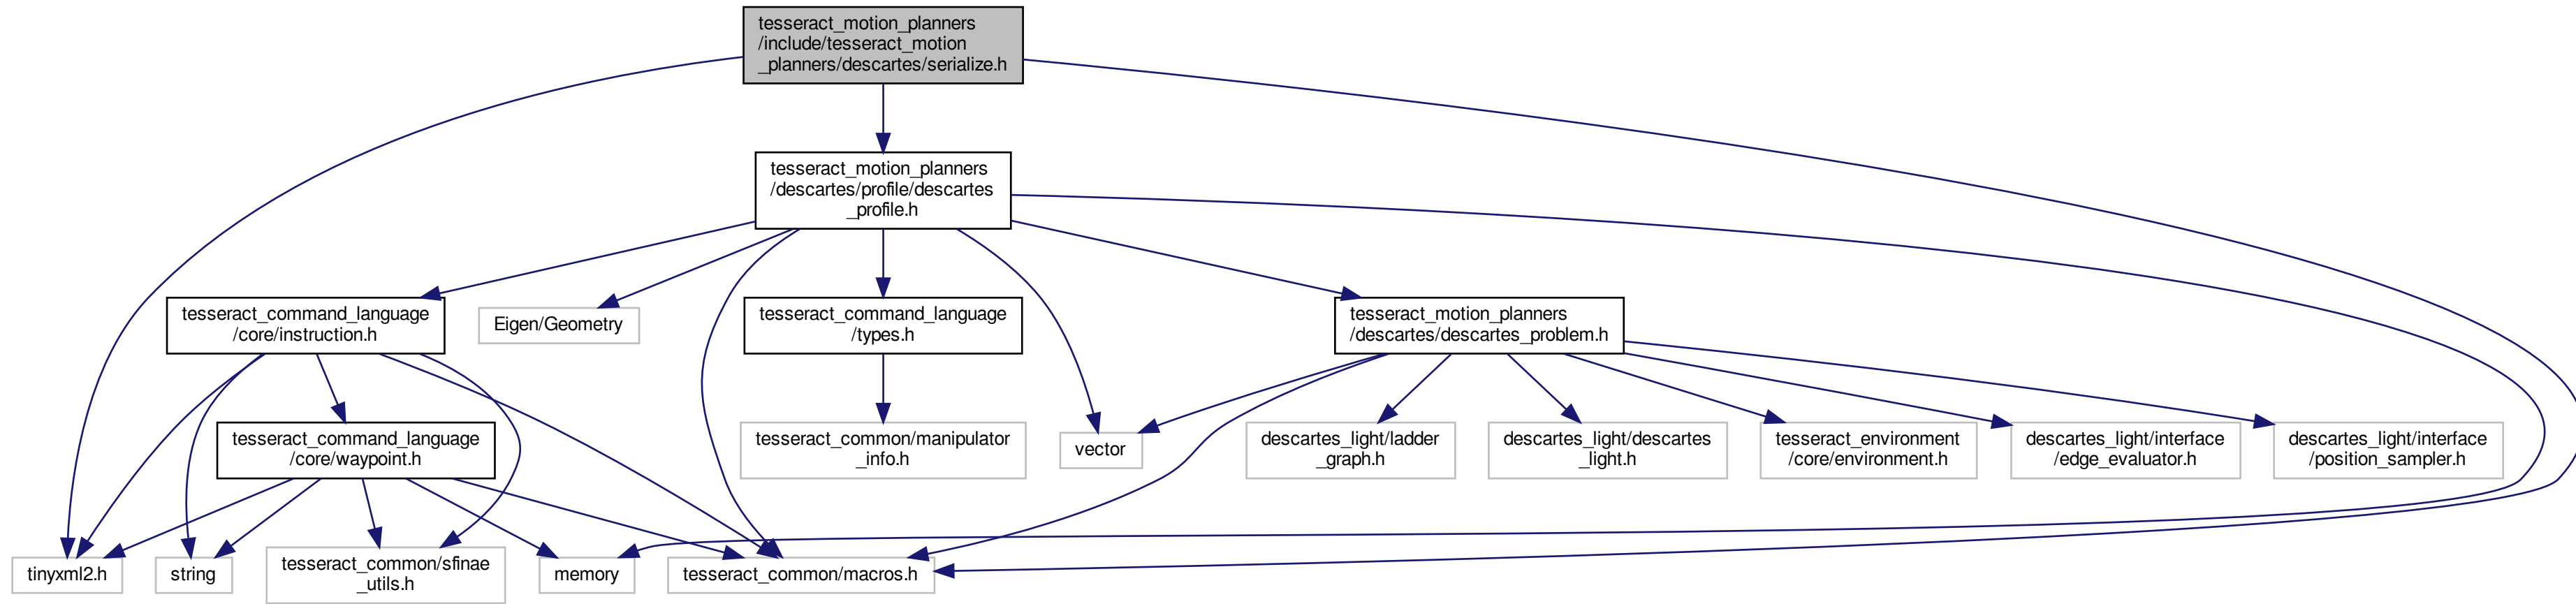 tesseract_motion_planners
/include/tesseract_motion
_planners/descartes/serialize.h
tesseract_motion_planners
/descartes/profile/descartes
_profile.h
tesseract_command_language
/core/instruction.h
Eigen/Geometry
tesseract_command_language
/types.h
tesseract_motion_planners
/descartes/descartes_problem.h
tesseract_command_language
/core/waypoint.h
tesseract_common/manipulator
_info.h
vector
descartes_light/ladder
_graph.h
descartes_light/descartes
_light.h
tesseract_environment
/core/environment.h
descartes_light/interface
/edge_evaluator.h
descartes_light/interface
/position_sampler.h
tinyxml2.h
string
tesseract_common/sfinae
_utils.h
memory
tesseract_common/macros.h